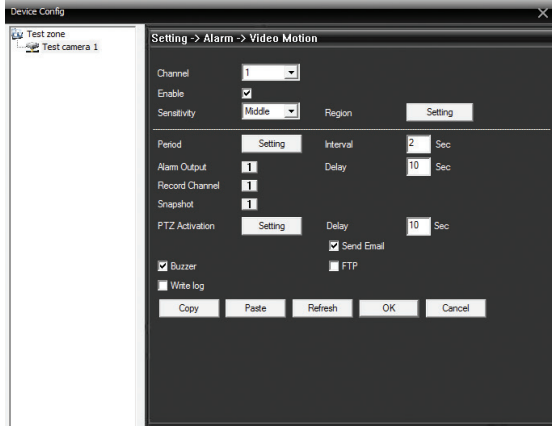 Device Config
Test zone
Test camera 1
Setting -> Alarm -> Video Motion
Channel 1
Enable
Sensitivity Middle Region Setting
Period Setting Interval 2 Sec
Alarm Output 1 Delay 10 Sec
Record Channel 1
Snapshot 1
PTZ Activation Setting Delay 10 Sec
Send Email
Buzzer FTP
Write log
Copy Paste Refresh OK Cancel